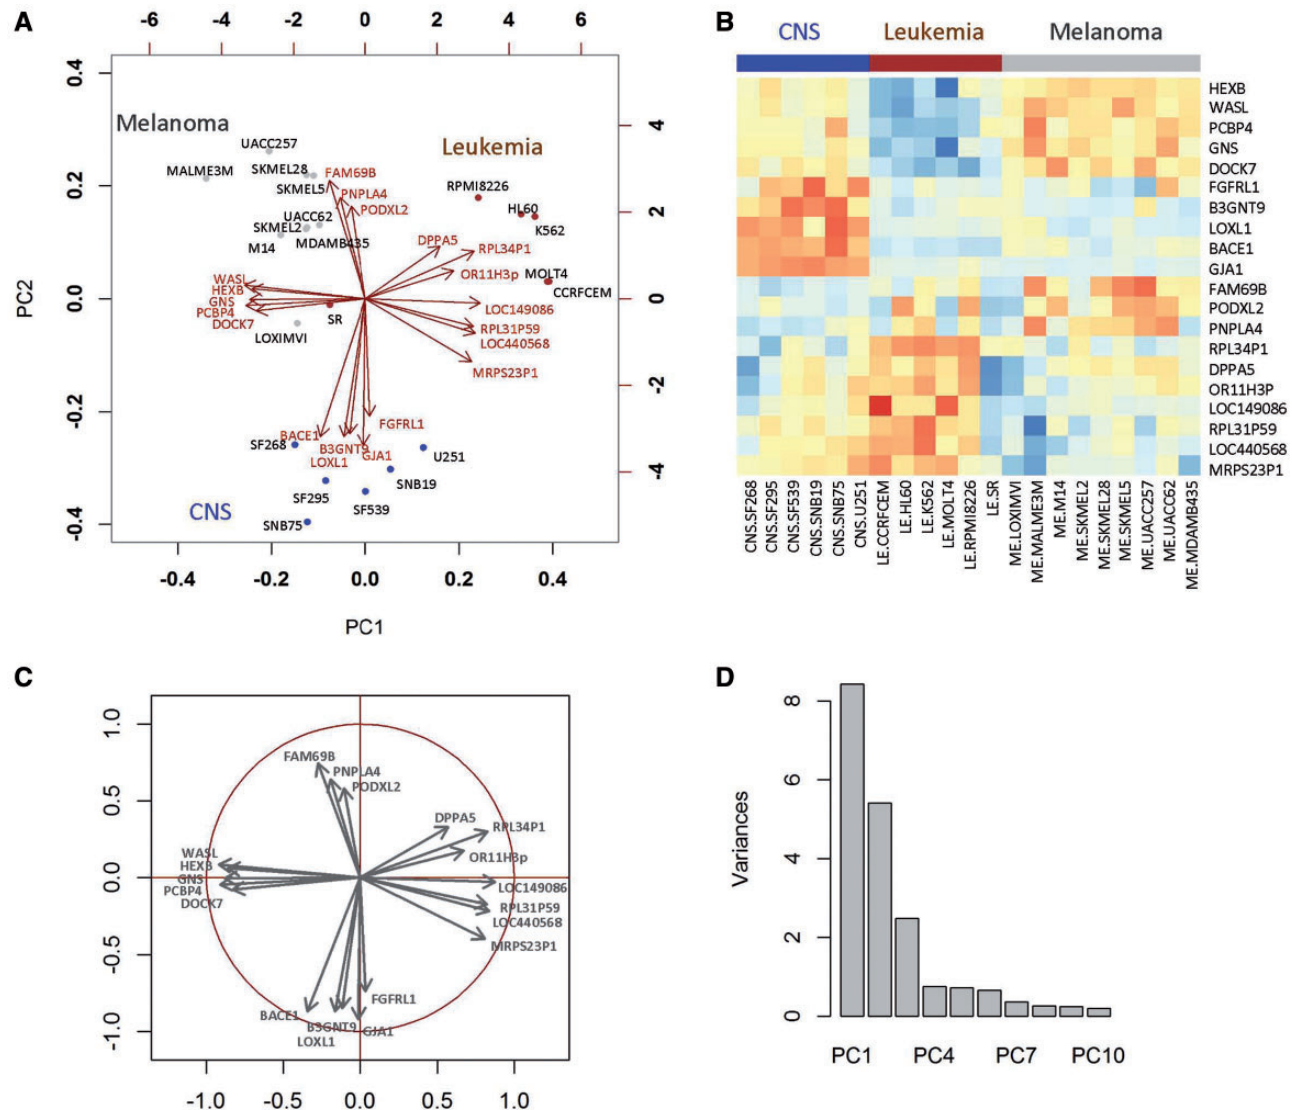 A
-6 -4 -2 0 2 4 6
0.4
0.2
0.0
-0.2
-0.4
PC2
4
2
0
-2
-4
Melanoma
Leukemia
CNS
UACC257
MALME3M
SKMEL28
SKMEL5
FAM69B
PNPLA4
PODXL2
UACC62
SKMEL2
MDAMB435
M14
RPMI8226
HL60
K562
DPPA5
RPL34P1
OR11H3p
MOLT4
CCRFCEM
WASL
HEXB
GNS
PCBP4
DOCK7
SR
LOXIMVI
LOC149086
RPL31P59
LOC440568
MRPS23P1
FGFRL1
BACE1
SF268
B3GNT9
GJA1
LOXL1
U251
SNB19
SF295
SF539
SNB75
-0.4 -0.2 0.0 0.2 0.4
PC1
B
CNS Leukemia Melanoma
HEXB
WASL
PCBP4
GNS
DOCK7
FGFRL1
B3GNT9
LOXL1
BACE1
GJA1
FAM69B
PODXL2
PNPLA4
RPL34P1
DPPA5
OR11H3P
LOC149086
RPL31P59
LOC440568
MRPS23P1
CNS.SF268
CNS.SF295
CNS.SF539
CNS.SNB19
CNS.SNB75
CNS.U251
LE.CCRFCEM
LE.HL60
LE.K562
LE.MOLT4
LE.RPMI8226
LE.SR
ME.LOXIMVI
ME.MALME3M
ME.M14
ME.SKMEL2
ME.SKMEL28
ME.SKMEL5
ME.UACC257
ME.UACC62
ME.MDAMB435
C
1.0
0.5
0.0
-0.5
-1.0
FAM69B
PNPLA4
PODXL2
DPPA5
RPL34P1
OR11H3p
WASL
HEXB
GNS
PCBP4
DOCK7
LOC149086
RPL31P59
LOC440568
MRPS23P1
FGFRL1
BACE1
B3GNT9
GJA1
LOXL1
-1.0 -0.5 0.0 0.5 1.0
D
Variances
8
6
4
2
0
PC1 PC4 PC7 PC10